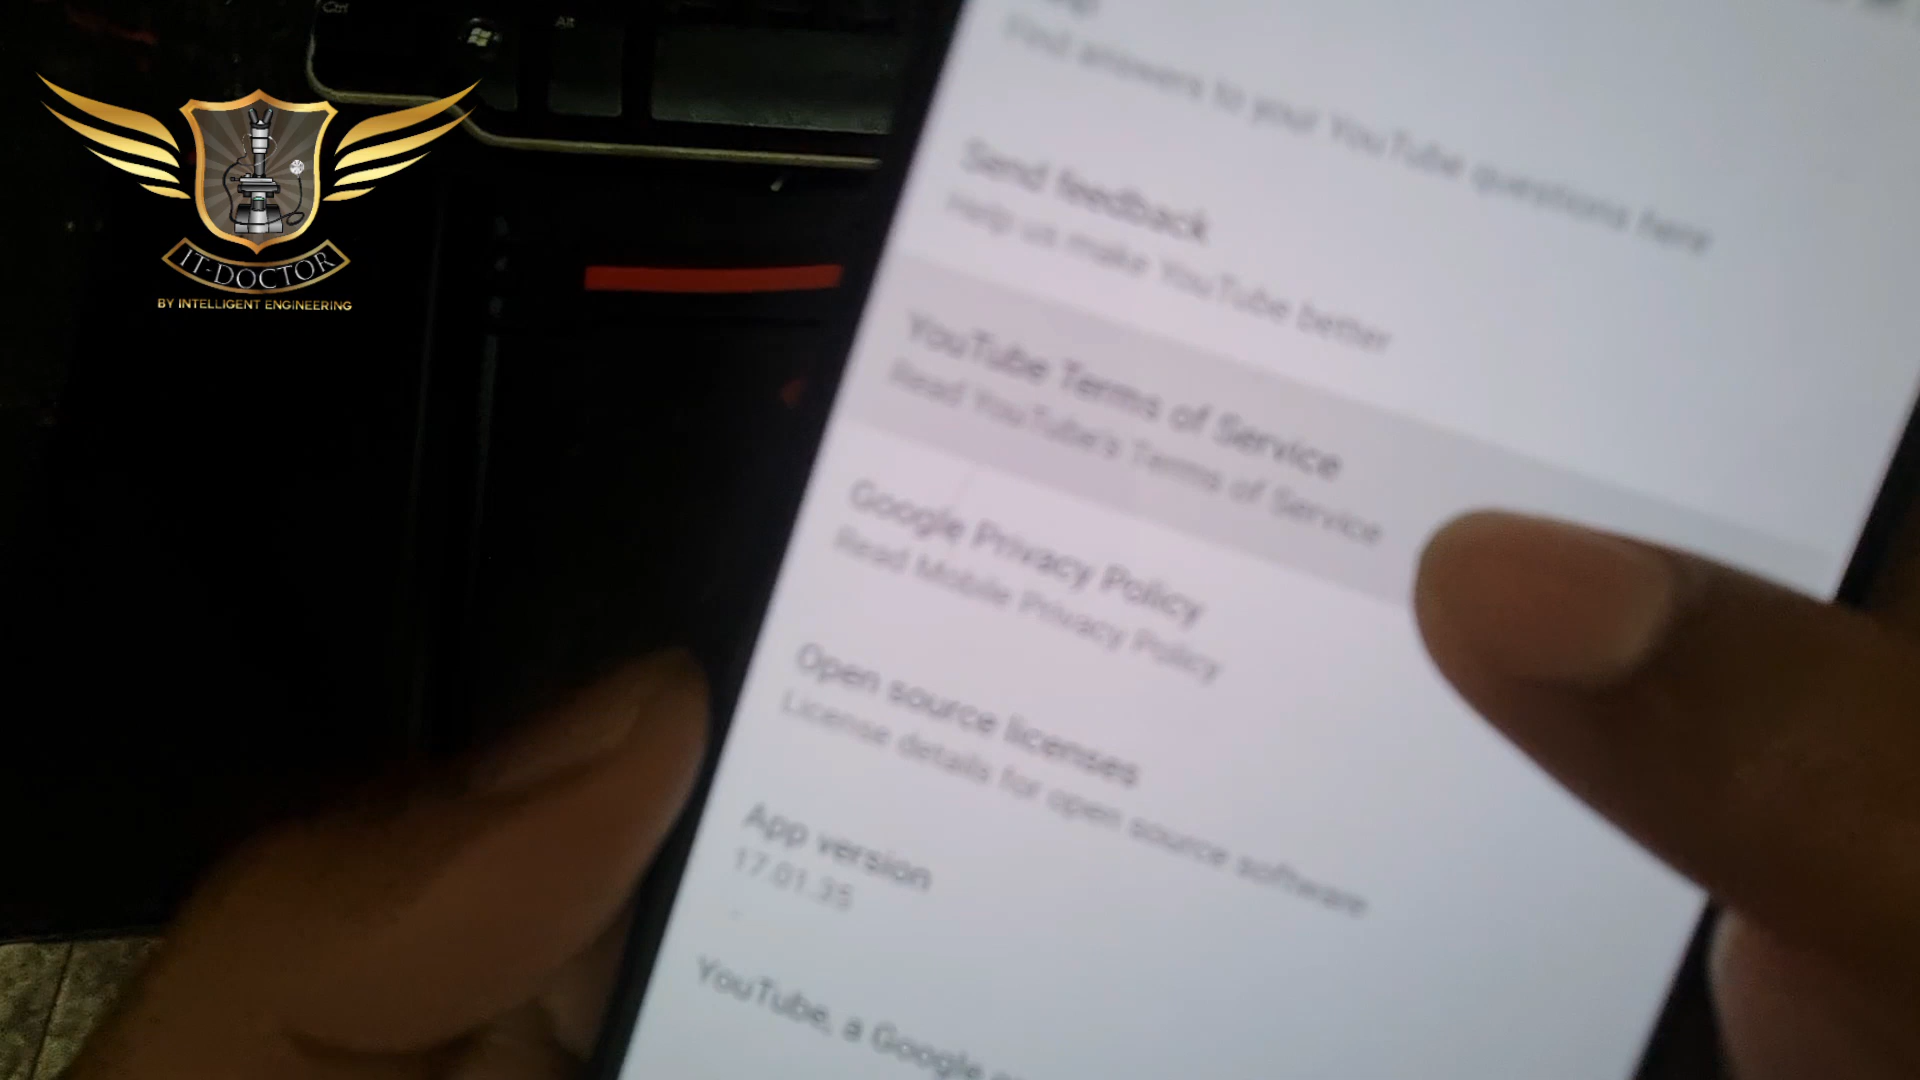 Ctrl
Alt
IT-DOCTOR
BY INTELLIGENT ENGINEERING
Find answers to your YouTube questions here
Send feedback
Help us make YouTube better
YouTube Terms of Service
Read YouTube's Terms of Service
Google Privacy Policy
Read Mobile Privacy Policy
Open source licenses
License details for open source software
App version
17.01.35
YouTube, a Google